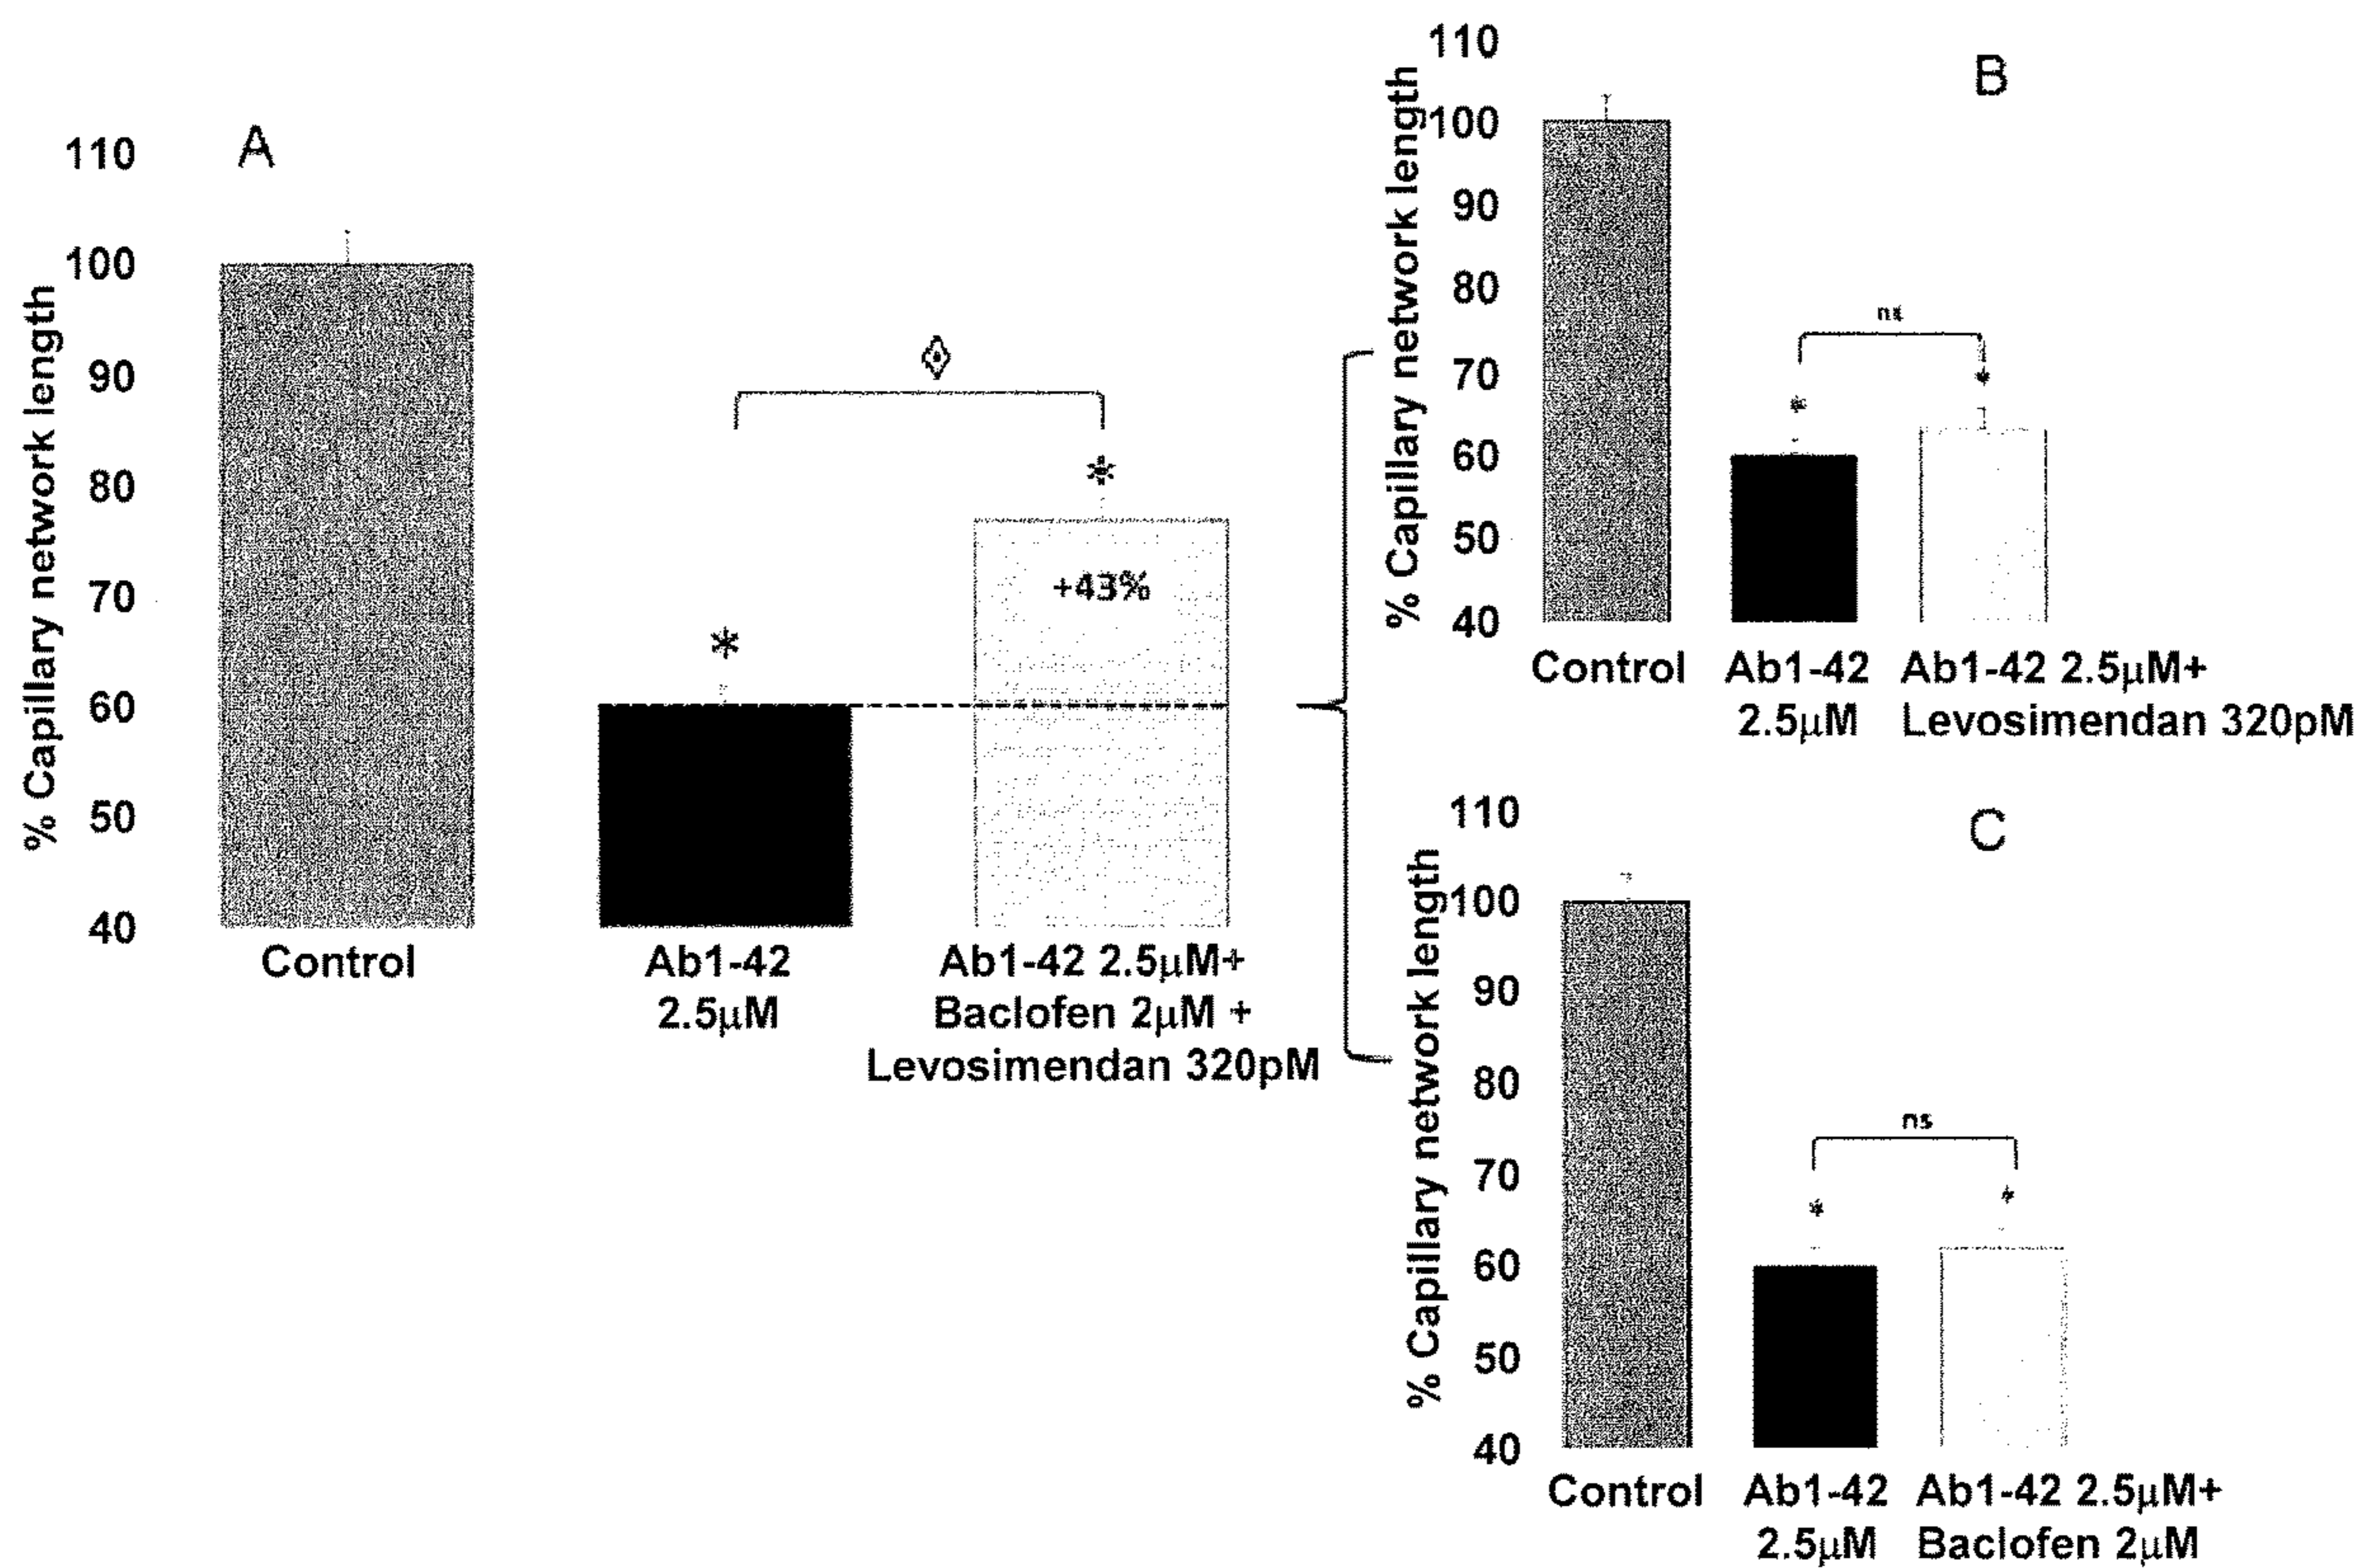 A
110
100
90
80
70
60
50
40
% Capillary network length
◊
*
*
+43%
Control
Ab1-42
2.5μM
Ab1-42 2.5μM+
Baclofen 2μM +
Levosimendan 320pM
B
110
100
90
80
70
60
50
40
% Capillary network length
ns
*
*
Control
Ab1-42
2.5μM
Ab1-42 2.5μM+
Levosimendan 320pM
C
110
100
90
80
70
60
50
40
% Capillary network length
ns
*
*
Control
Ab1-42
2.5μM
Ab1-42 2.5μM+
Baclofen 2μM